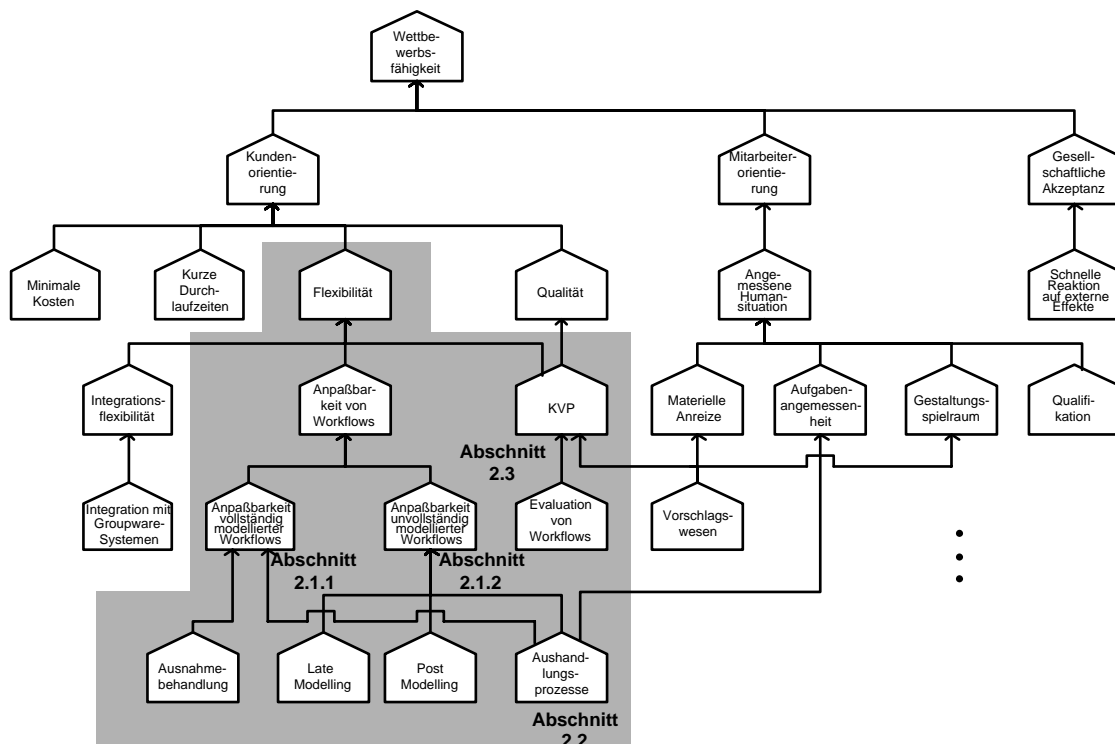 Wettbe-
werbs-
fähigkeit
Kunden-
orientie-
rung
Mitarbeiter-
orientie-
rung
Gesell-
schaftliche
Akzeptanz
Minimale
Kosten
Kurze
Durch-
laufzeiten
Flexibilität
Qualität
Ange-
messene
Human-
situation
Schnelle
Reaktion
auf externe
Effekte
Integrations-
flexibilität
Anpaßbar-
keit von
Workflows
KVP
Materielle
Anreize
Aufgaben-
angemessen-
heit
Gestaltungs-
spielraum
Qualifi-
kation
Abschnitt
2.3
Integration mit
Groupware-
Systemen
Anpaßbarkeit
vollständig
modellierter
Workflows
Anpaßbarkeit
unvollständig
modellierter
Workflows
Evaluation
von
Workflows
Vorschlags-
wesen
Abschnitt
2.1.1
Abschnitt
2.1.2
Ausnahme-
behandlung
Late
Modelling
Post
Modelling
Aushand-
lungs-
prozesse
Abschnitt
2.2